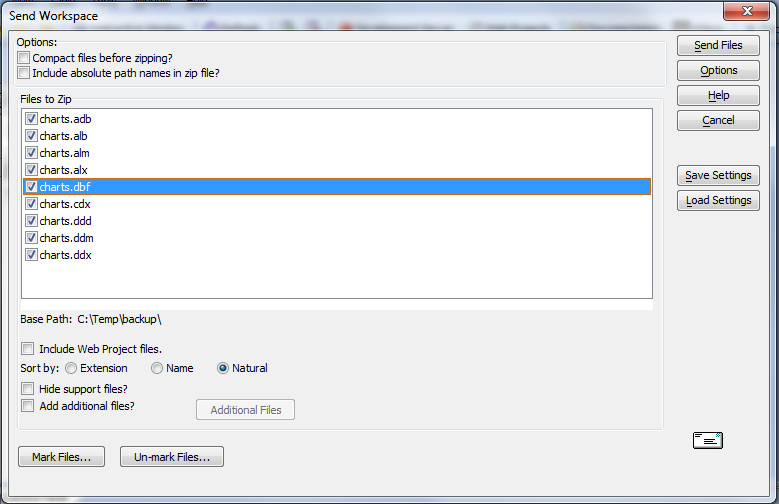 Send Workspace
Options:
Compact files before zipping?
Include absolute path names in zip file?
Send Files
Options
Help
Cancel
Save Settings
Load Settings
Files to Zip
charts.adb
charts.alb
charts.alm
charts.alx
charts.dbf
charts.cdx
charts.ddd
charts.ddm
charts.ddx
Base Path: C:\Temp\backup\
Include Web Project files.
Sort by: Extension Name Natural
Hide support files?
Add additional files? Additional Files
Mark Files... Un-mark Files...